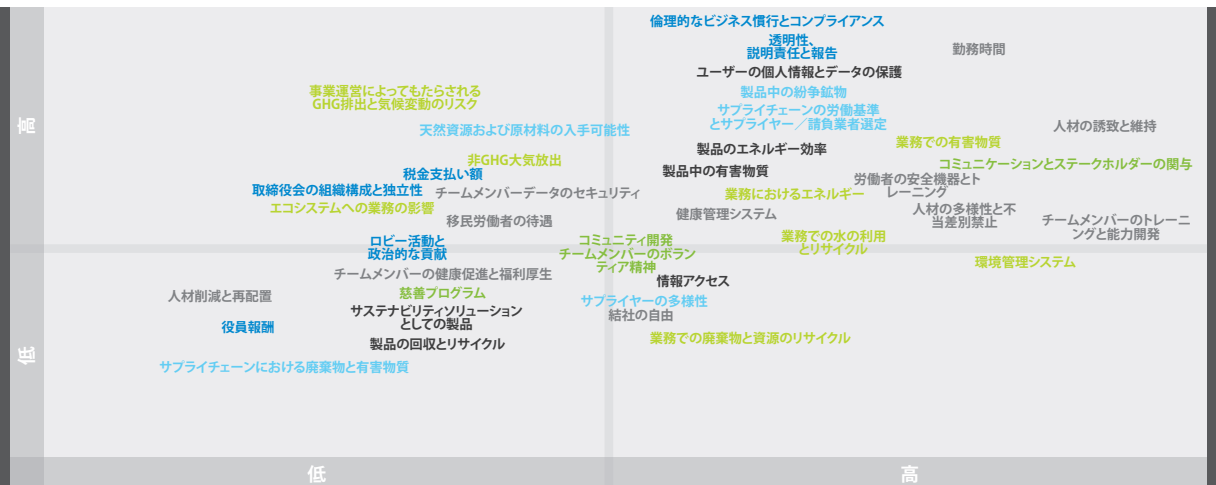 倫理的なビジネス慣行とコンプライアンス
透明性、
説明責任と報告
勤務時間
ユーザーの個人情報とデータの保護
事業運営によってもたらされる
GHG排出と気候変動のリスク
製品中の紛争鉱物
サプライチェーンの労働基準
とサプライヤー／請負業者選定
高
天然資源および原材料の入手可能性
人材の誘致と維持
業務での有害物質
製品のエネルギー効率
非GHG大気放出
コミュニケーションとステークホルダーの関与
税金支払い額
製品中の有害物質
労働者の安全機器とト
レーニング
取締役会の組織構成と独立性
チームメンバーデータのセキュリティ
業務におけるエネルギー
エコシステムへの業務の影響
移民労働者の待遇
健康管理システム
人材の多様性と不
当差別禁止
チームメンバーのトレーニ
ングと能力開発
ロビー活動と
政治的な貢献
コミュニティ開発
チームメンバーのボラン
ティア精神
業務での水の利用
とリサイクル
環境管理システム
チームメンバーの健康促進と福利厚生
情報アクセス
人材削減と再配置
慈善プログラム
サプライヤーの多様性
結社の自由
サステナビリティソリューション
としての製品
役員報酬
製品の回収とリサイクル
業務での廃棄物と資源のリサイクル
低
サプライチェーンにおける廃棄物と有害物質
低
高